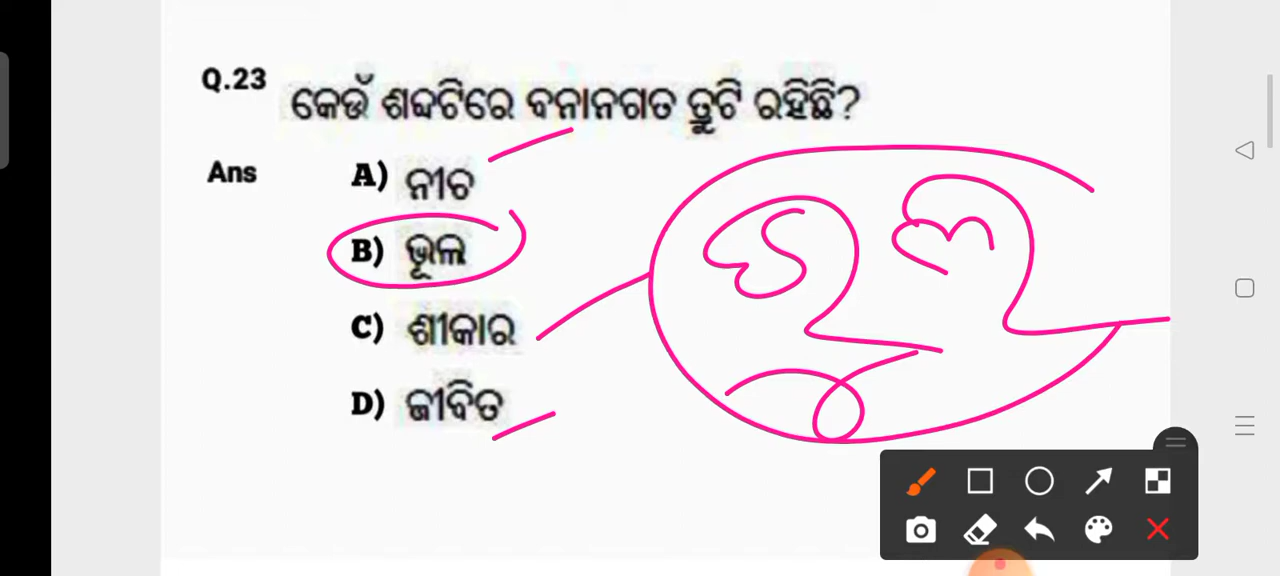 Q.23 କେଉଁ ଶବ୍ଦଟିରେ ବନାନଗତ ତ୍ରୁଟି ରହିଛି?
Ans A) ନୀଚ
B) ଭୂଲ
C) ଶୀକାର
D) ଜୀବିତ
ଭୁଲ